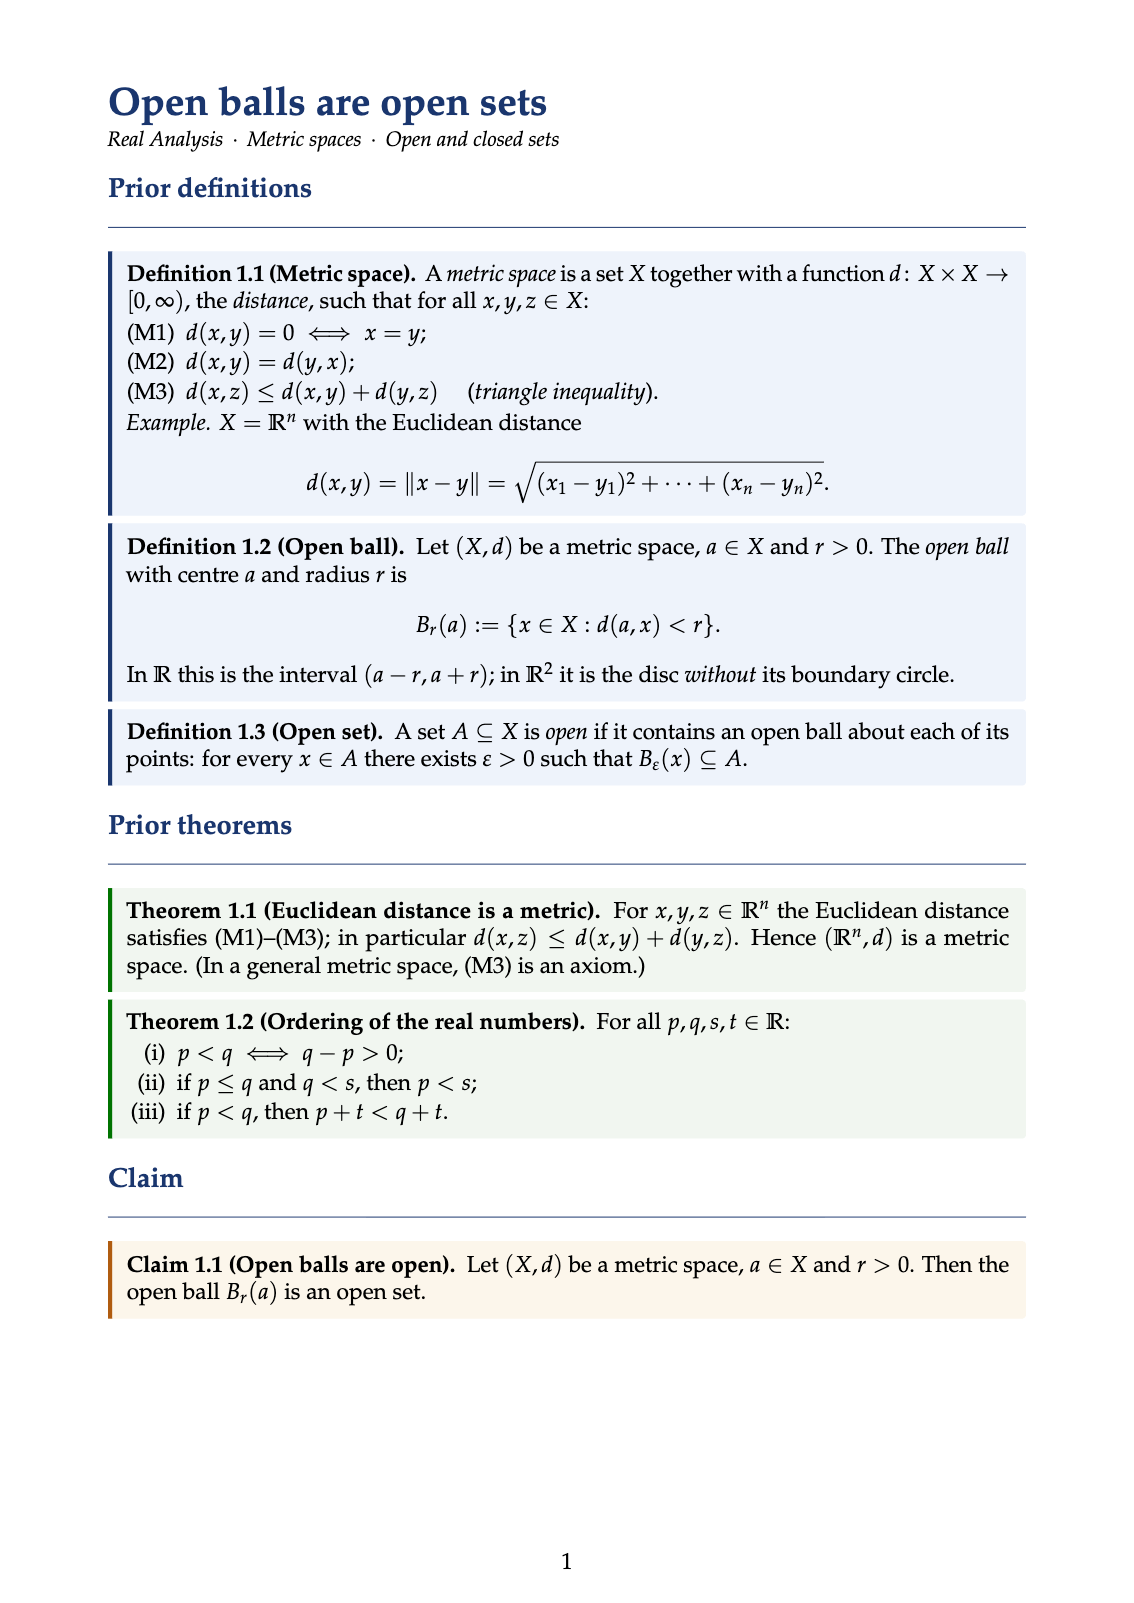 Open balls are open sets
Real Analysis · Metric spaces · Open and closed sets
Prior definitions
Definition 1.1 (Metric space). A metric space is a set X together with a function d: X × X →
[0, ∞), the distance, such that for all x, y, z ∈ X:
(M1) d(x, y) = 0 ⟺ x = y;
(M2) d(x, y) = d(y, x);
(M3) d(x, z) ≤ d(x, y) + d(y, z) (triangle inequality).
Example. X = ℝⁿ with the Euclidean distance
d(x, y) = ‖x − y‖ = √((x₁ − y₁)² + · · · + (xₙ − yₙ)²).
Definition 1.2 (Open ball). Let (X, d) be a metric space, a ∈ X and r > 0. The open ball
with centre a and radius r is
Bᵣ(a) := {x ∈ X : d(a, x) < r}.
In ℝ this is the interval (a − r, a + r); in ℝ² it is the disc without its boundary circle.
Definition 1.3 (Open set). A set A ⊆ X is open if it contains an open ball about each of its
points: for every x ∈ A there exists ε > 0 such that B_ε(x) ⊆ A.
Prior theorems
Theorem 1.1 (Euclidean distance is a metric). For x, y, z ∈ ℝⁿ the Euclidean distance
satisfies (M1)–(M3); in particular d(x, z) ≤ d(x, y) + d(y, z). Hence (ℝⁿ, d) is a metric
space. (In a general metric space, (M3) is an axiom.)
Theorem 1.2 (Ordering of the real numbers). For all p, q, s, t ∈ ℝ:
(i) p < q ⟺ q − p > 0;
(ii) if p ≤ q and q < s, then p < s;
(iii) if p < q, then p + t < q + t.
Claim
Claim 1.1 (Open balls are open). Let (X, d) be a metric space, a ∈ X and r > 0. Then the
open ball Bᵣ(a) is an open set.
1